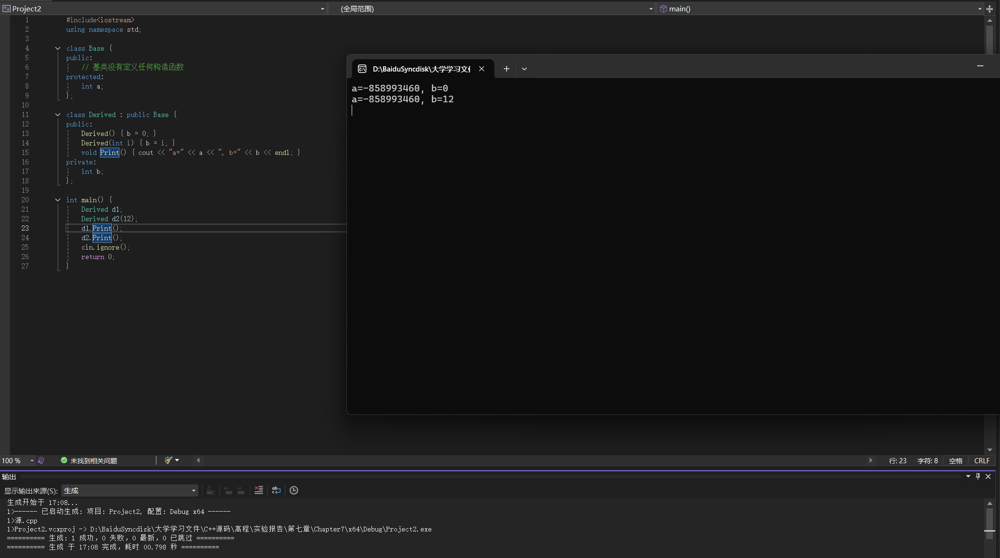 Project2
(全局范围)
main()
1 #include<iostream>
2 using namespace std;
3
4 class Base {
5 public:
6 // 基类没有定义任何构造函数
7 protected:
8 int a;
9 };
10
11 class Derived : public Base {
12 public:
13 Derived() { b = 0; }
14 Derived(int i) { b = i; }
15 void Print() { cout << "a=" << a << ", b=" << b << endl; }
16 private:
17 int b;
18 };
19
20 int main() {
21 Derived d1;
22 Derived d2(12);
23 d1.Print();
24 d2.Print();
25 cin.ignore();
26 return 0;
27 }
D:\BaiduSyncdisk\大学学习文
a=-858993460, b=0
a=-858993460, b=12
100 %
未找到相关问题
行: 23
字符: 8
空格
CRLF
输出
显示输出来源(S): 生成
生成开始于 17:08...
1>------ 已启动生成: 项目: Project2, 配置: Debug x64 ------
1>源.cpp
1>Project2.vcxproj -> D:\BaiduSyncdisk\大学学习文件\C++源码\高程\实验报告\第七章\Chapter7\x64\Debug\Project2.exe
========== 生成: 1 成功，0 失败，0 最新，0 已跳过 ==========
========== 生成 于 17:08 完成，耗时 00.798 秒 ==========